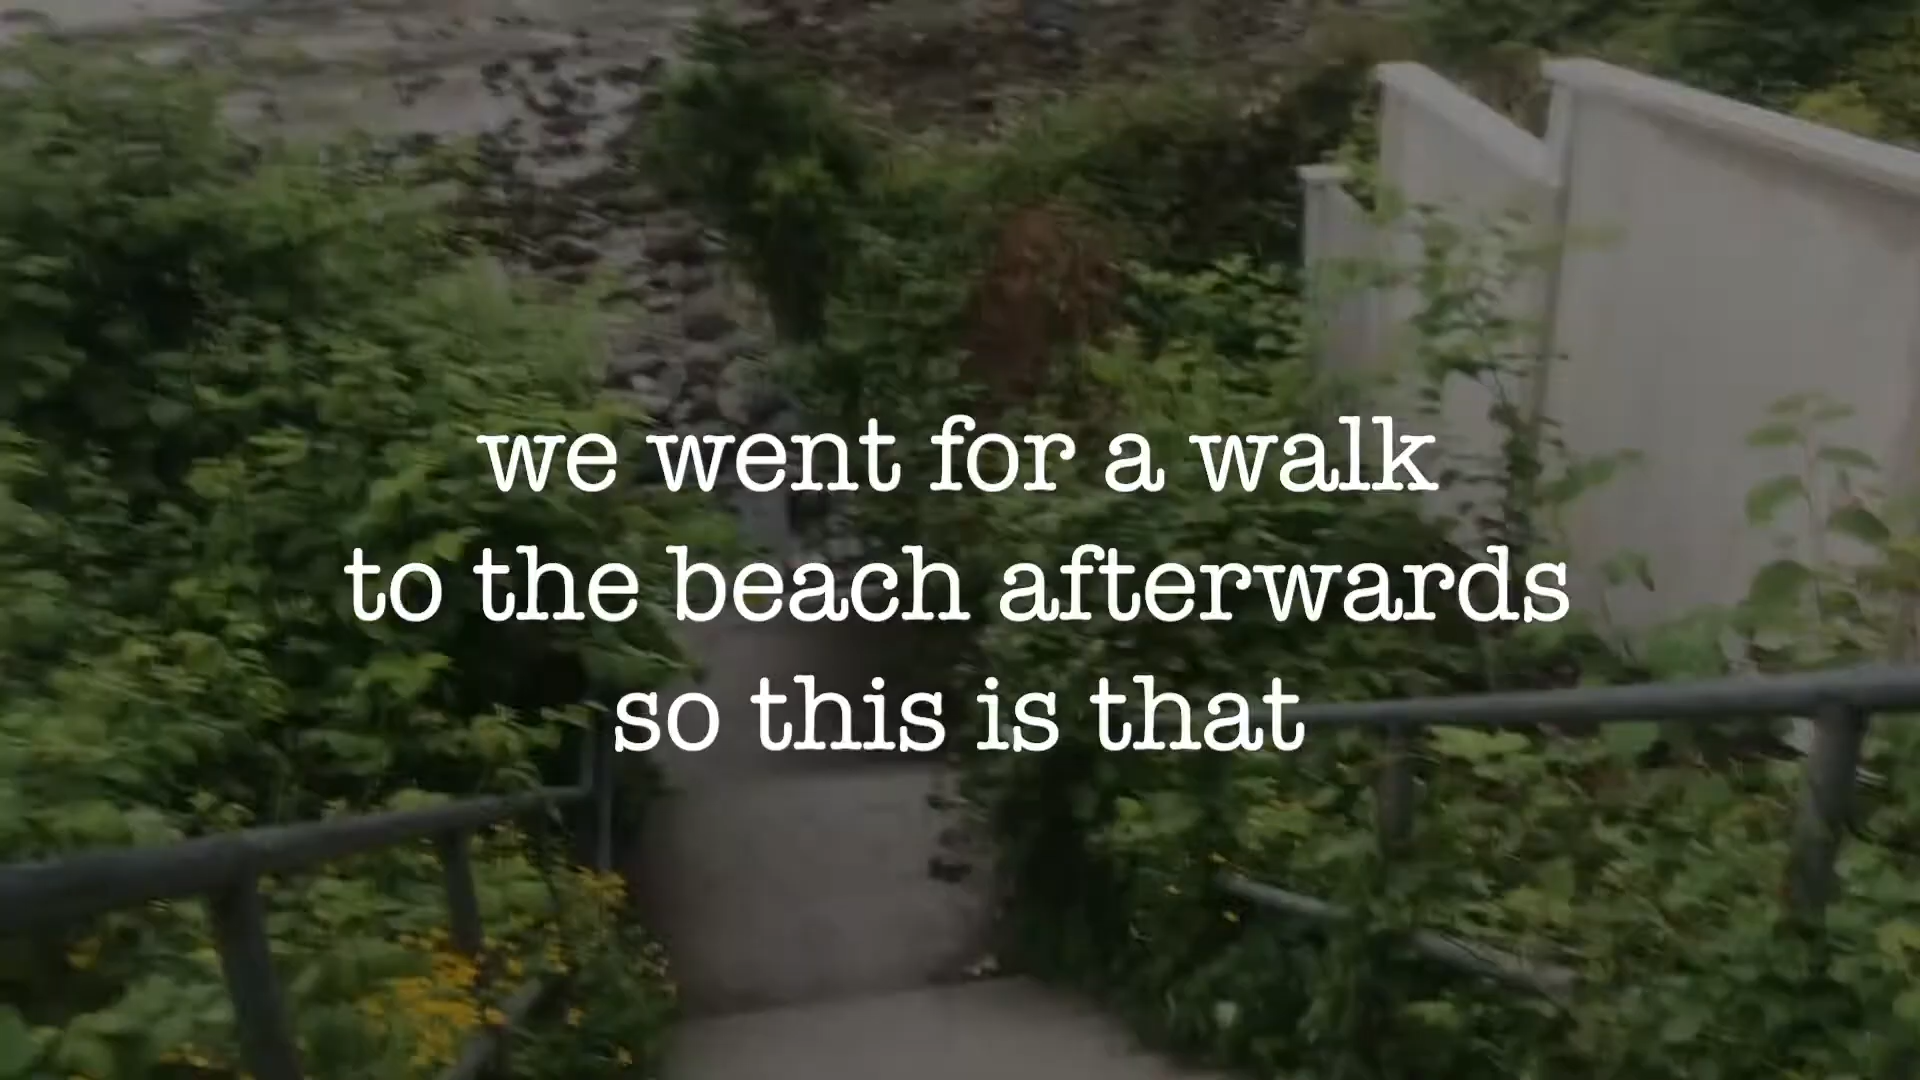 we went for a walk
to the beach afterwards
so this is that